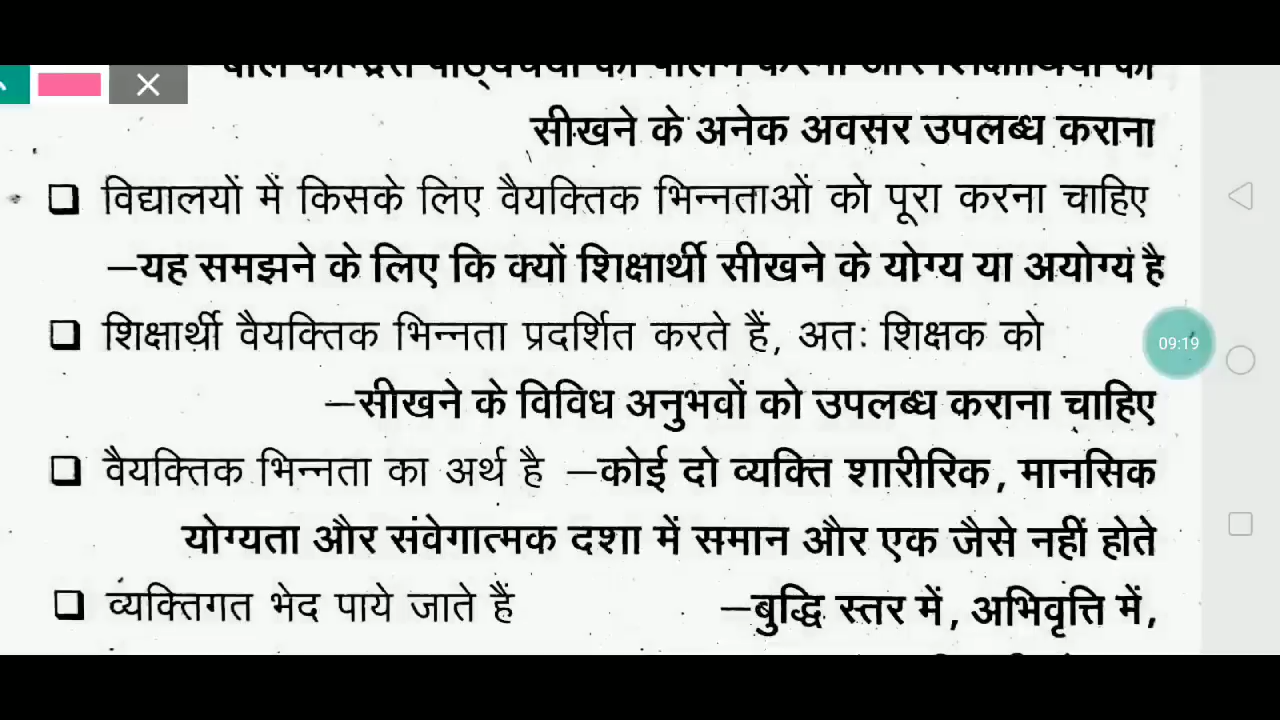 सीखने के अनेक अवसर उपलब्ध कराना
❑ विद्यालयों में किसके लिए वैयक्तिक भिन्नताओं को पूरा करना चाहिए
–यह समझने के लिए कि क्यों शिक्षार्थी सीखने के योग्य या अयोग्य है
❑ शिक्षार्थी वैयक्तिक भिन्नता प्रदर्शित करते हैं, अतः शिक्षक को
–सीखने के विविध अनुभवों को उपलब्ध कराना चाहिए
09:19
❑ वैयक्तिक भिन्नता का अर्थ है –कोई दो व्यक्ति शारीरिक, मानसिक
योग्यता और संवेगात्मक दशा में समान और एक जैसे नहीं होते
❑ व्यक्तिगत भेद पाये जाते हैं –बुद्धि स्तर में, अभिवृत्ति में,